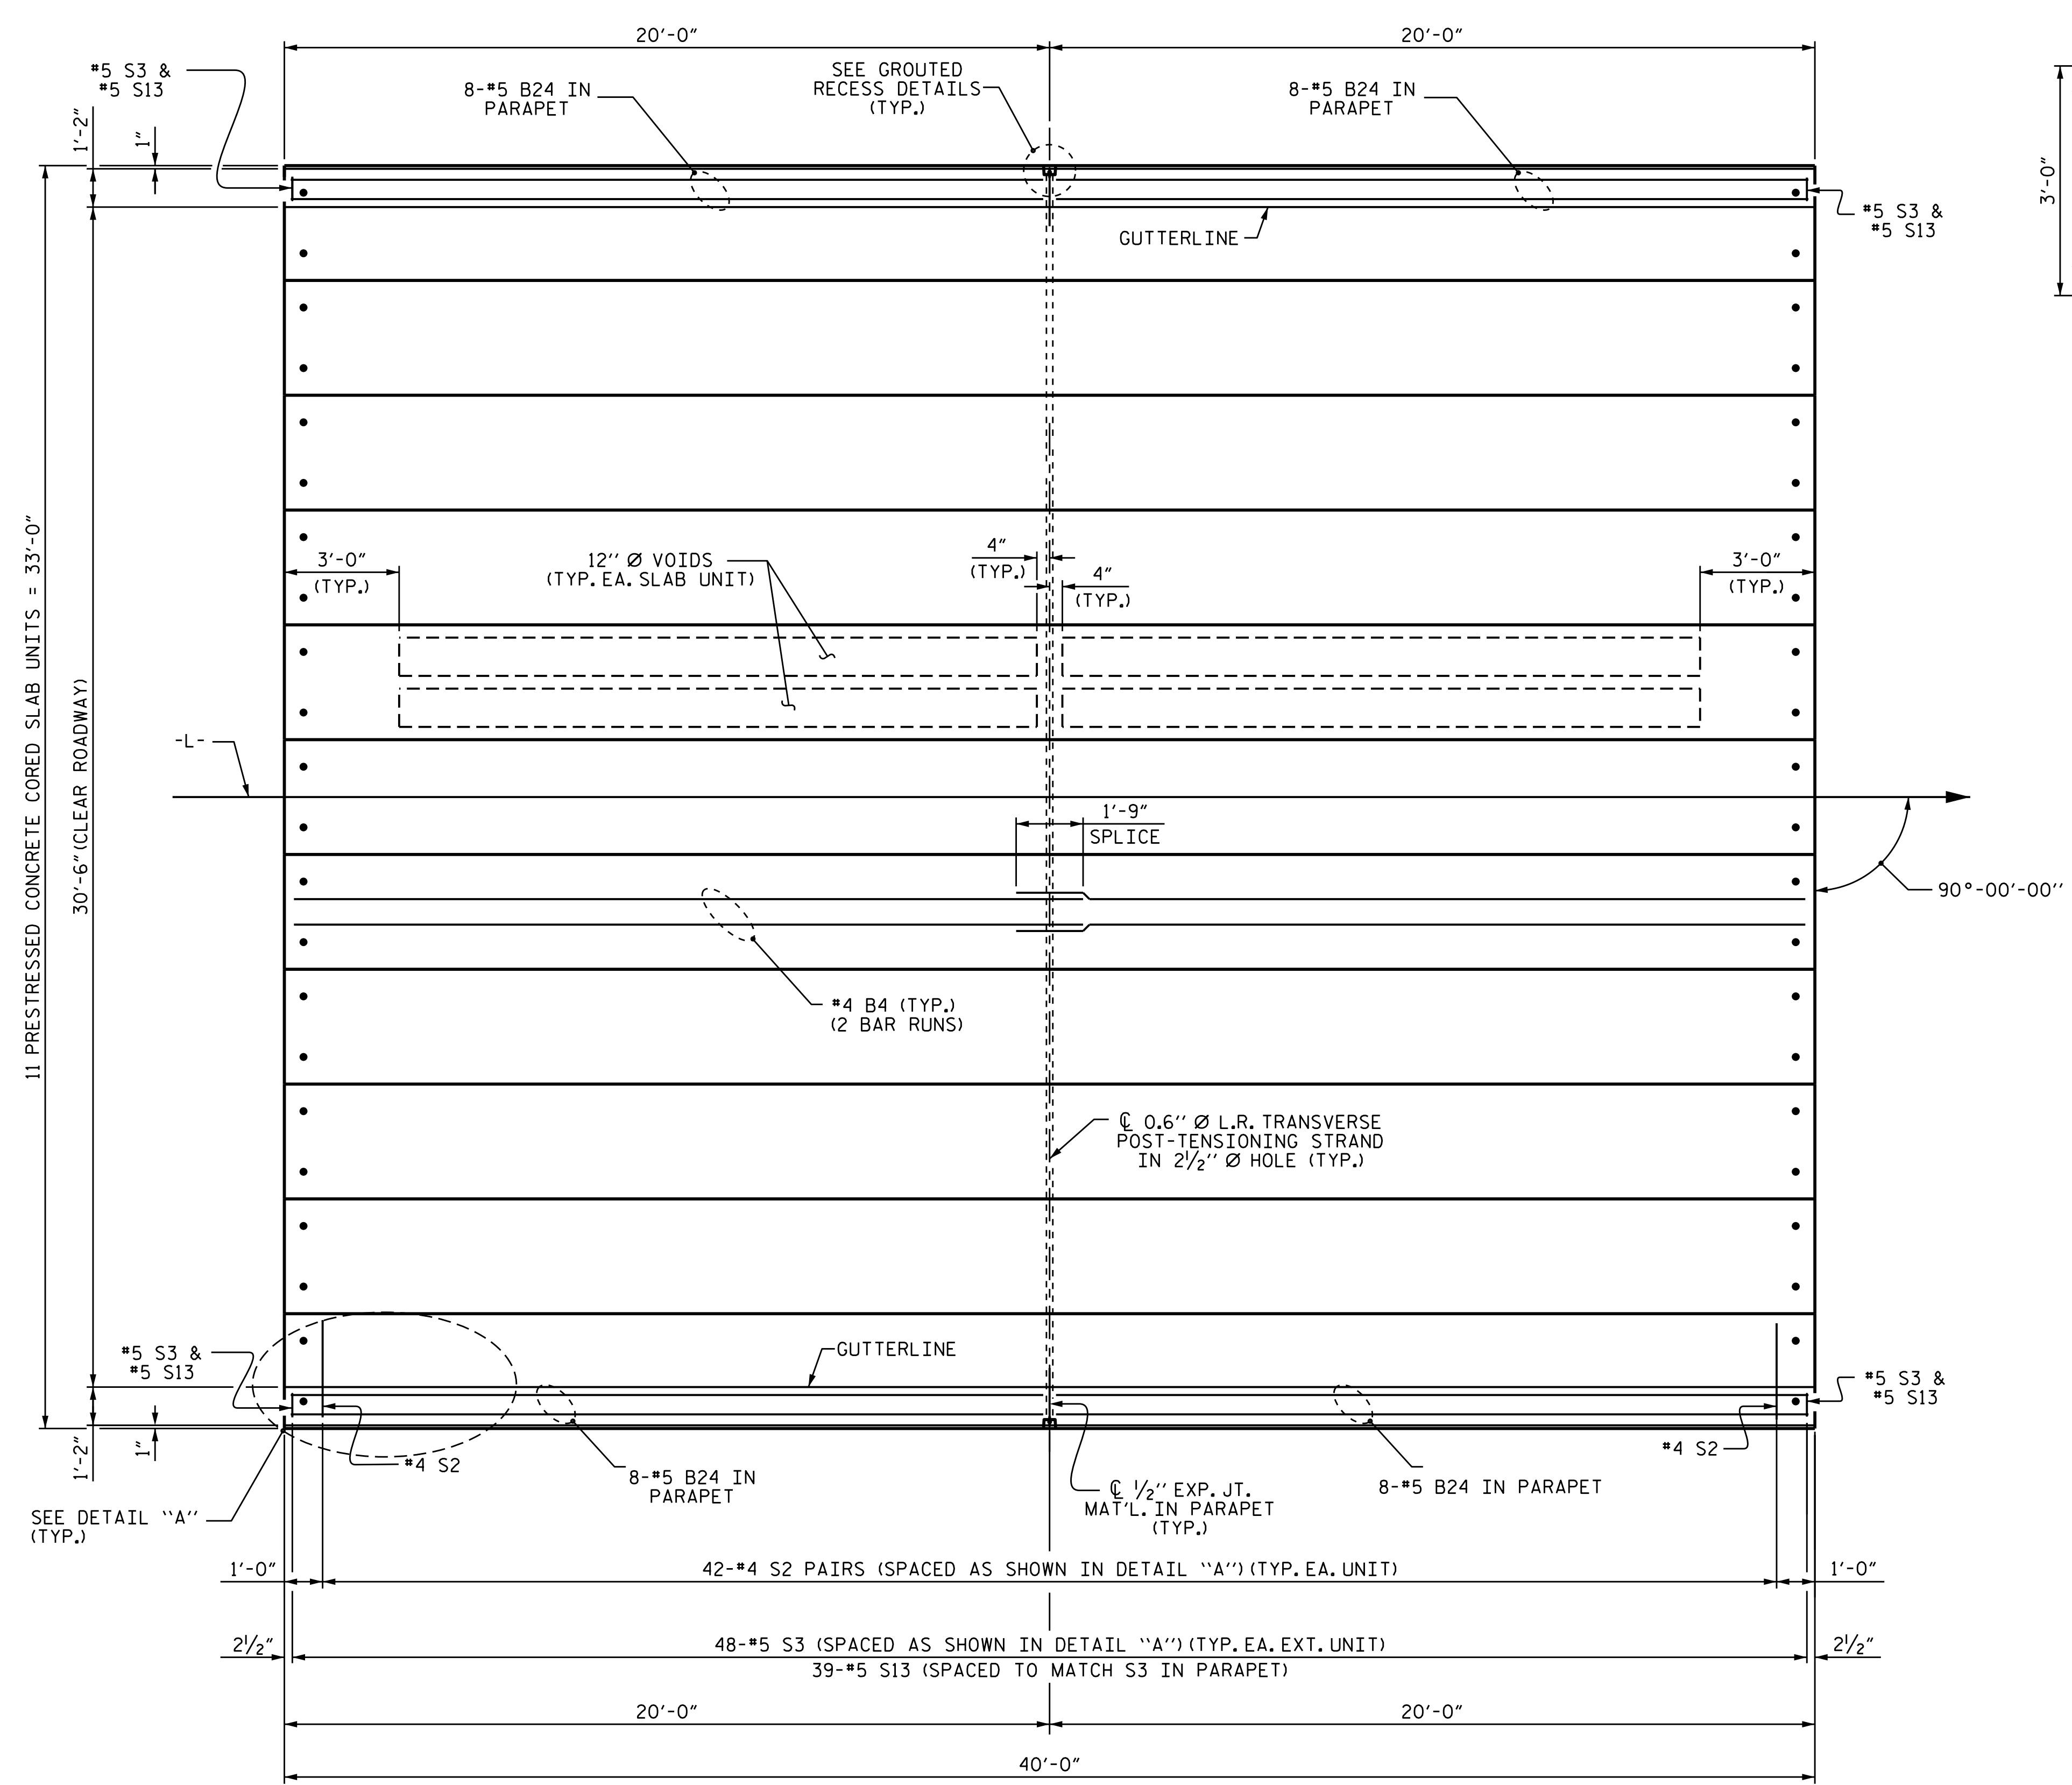 20'-0"
20'-0"
#5 S3 &
#5 S13
8-#5 B24 IN
PARAPET
SEE GROUTED
RECESS DETAILS
(TYP.)
8-#5 B24 IN
PARAPET
1'-2"
1"
3'-0"
#5 S3 &
#5 S13
GUTTERLINE
11 PRESTRESSED CONCRETE CORED SLAB UNITS = 33'-0"
30'-6" (CLEAR ROADWAY)
3'-0"
(TYP.)
12'' Ø VOIDS
(TYP. EA. SLAB UNIT)
4"
(TYP.)
4"
(TYP.)
3'-0"
(TYP.)
-L-
1'-9"
SPLICE
90°-00'-00''
#4 B4 (TYP.)
(2 BAR RUNS)
℄ 0.6'' Ø L.R. TRANSVERSE
POST-TENSIONING STRAND
IN 2½'' Ø HOLE (TYP.)
#5 S3 &
#5 S13
GUTTERLINE
#5 S3 &
#5 S13
1'-2"
1"
#4 S2
#4 S2
8-#5 B24 IN
PARAPET
8-#5 B24 IN PARAPET
℄ ½'' EXP. JT.
MAT'L. IN PARAPET
(TYP.)
SEE DETAIL ``A''
(TYP.)
1'-0"
42-#4 S2 PAIRS (SPACED AS SHOWN IN DETAIL ``A'') (TYP. EA. UNIT)
1'-0"
2½"
48-#5 S3 (SPACED AS SHOWN IN DETAIL ``A'') (TYP. EA. EXT. UNIT)
2½"
39-#5 S13 (SPACED TO MATCH S3 IN PARAPET)
20'-0"
20'-0"
40'-0"